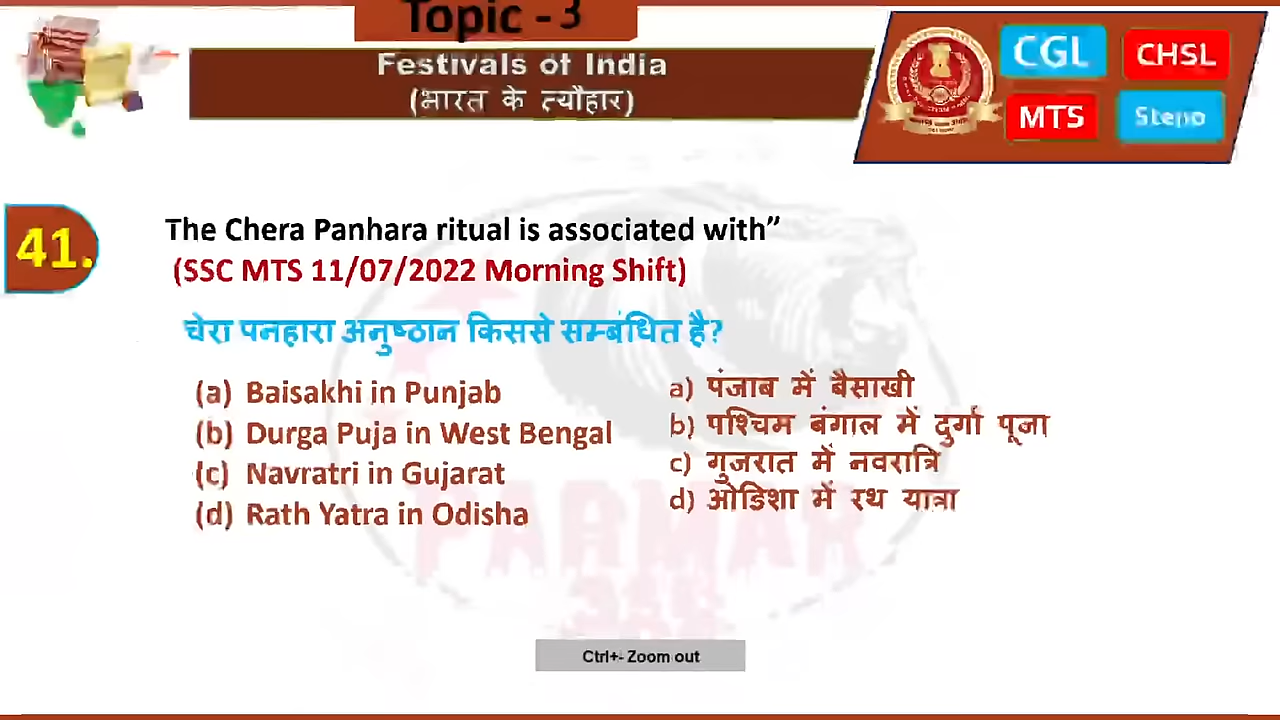 Topic - 3
Festivals of India
(भारत के त्यौहार)
CGL
CHSL
MTS
Steno
41.
The Chera Panhara ritual is associated with”
(SSC MTS 11/07/2022 Morning Shift)
चेरा पनहारा अनुष्ठान किससे सम्बंधित है?
(a) Baisakhi in Punjab
(b) Durga Puja in West Bengal
(c) Navratri in Gujarat
(d) Rath Yatra in Odisha
a) पंजाब में बैसाखी
b) पश्चिम बंगाल में दुर्गा पूजा
c) गुजरात में नवरात्रि
d) ओडिशा में रथ यात्रा
PARMAR
SSC
Ctrl+- Zoom out